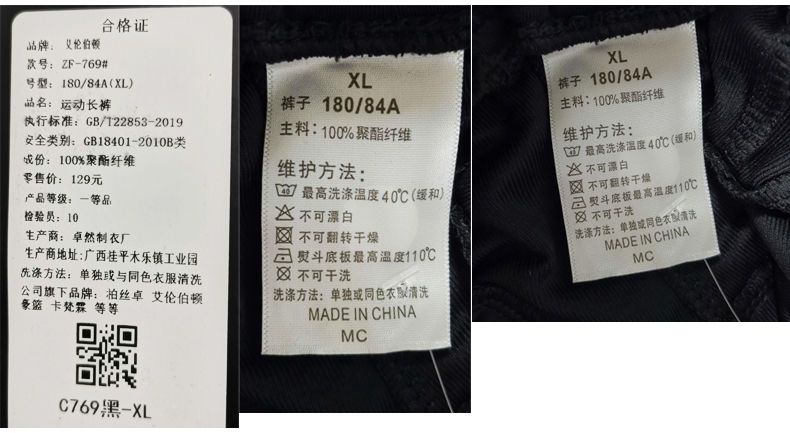 合格证
品牌: 艾伦伯顿
款号: ZF-769#
号型: 180/84A(XL)
品名: 运动长裤
执行标准: GB/T22853-2019
安全类别: GB18401-2010B类
成份: 100%聚酯纤维
零售价: 129元
产品等级: 一等品
检验员: 10
生产商: 卓然制衣厂
生产商地址:广西桂平木乐镇工业园
洗涤方法: 单独或与同色衣服清洗
公司旗下品牌: 柏丝卓 艾伦伯顿
豪篮 卡梵霖 等等
C769黑-XL
XL
裤子 180/84A
主料: 100%聚酯纤维
维护方法:
40 最高洗涤温度40℃(缓和)
不可漂白
不可翻转干燥
熨斗底板最高温度110℃
不可干洗
洗涤方法: 单独或同色衣服清洗
MADE IN CHINA
MC
XL
裤子 180/84A
主料: 100%聚酯纤维
维护方法:
40 最高洗涤温度40℃(缓和)
不可漂白
不可翻转干燥
熨斗底板最高温度110℃
不可干洗
洗涤方法: 单独或同色衣服清洗
MADE IN CHINA
MC